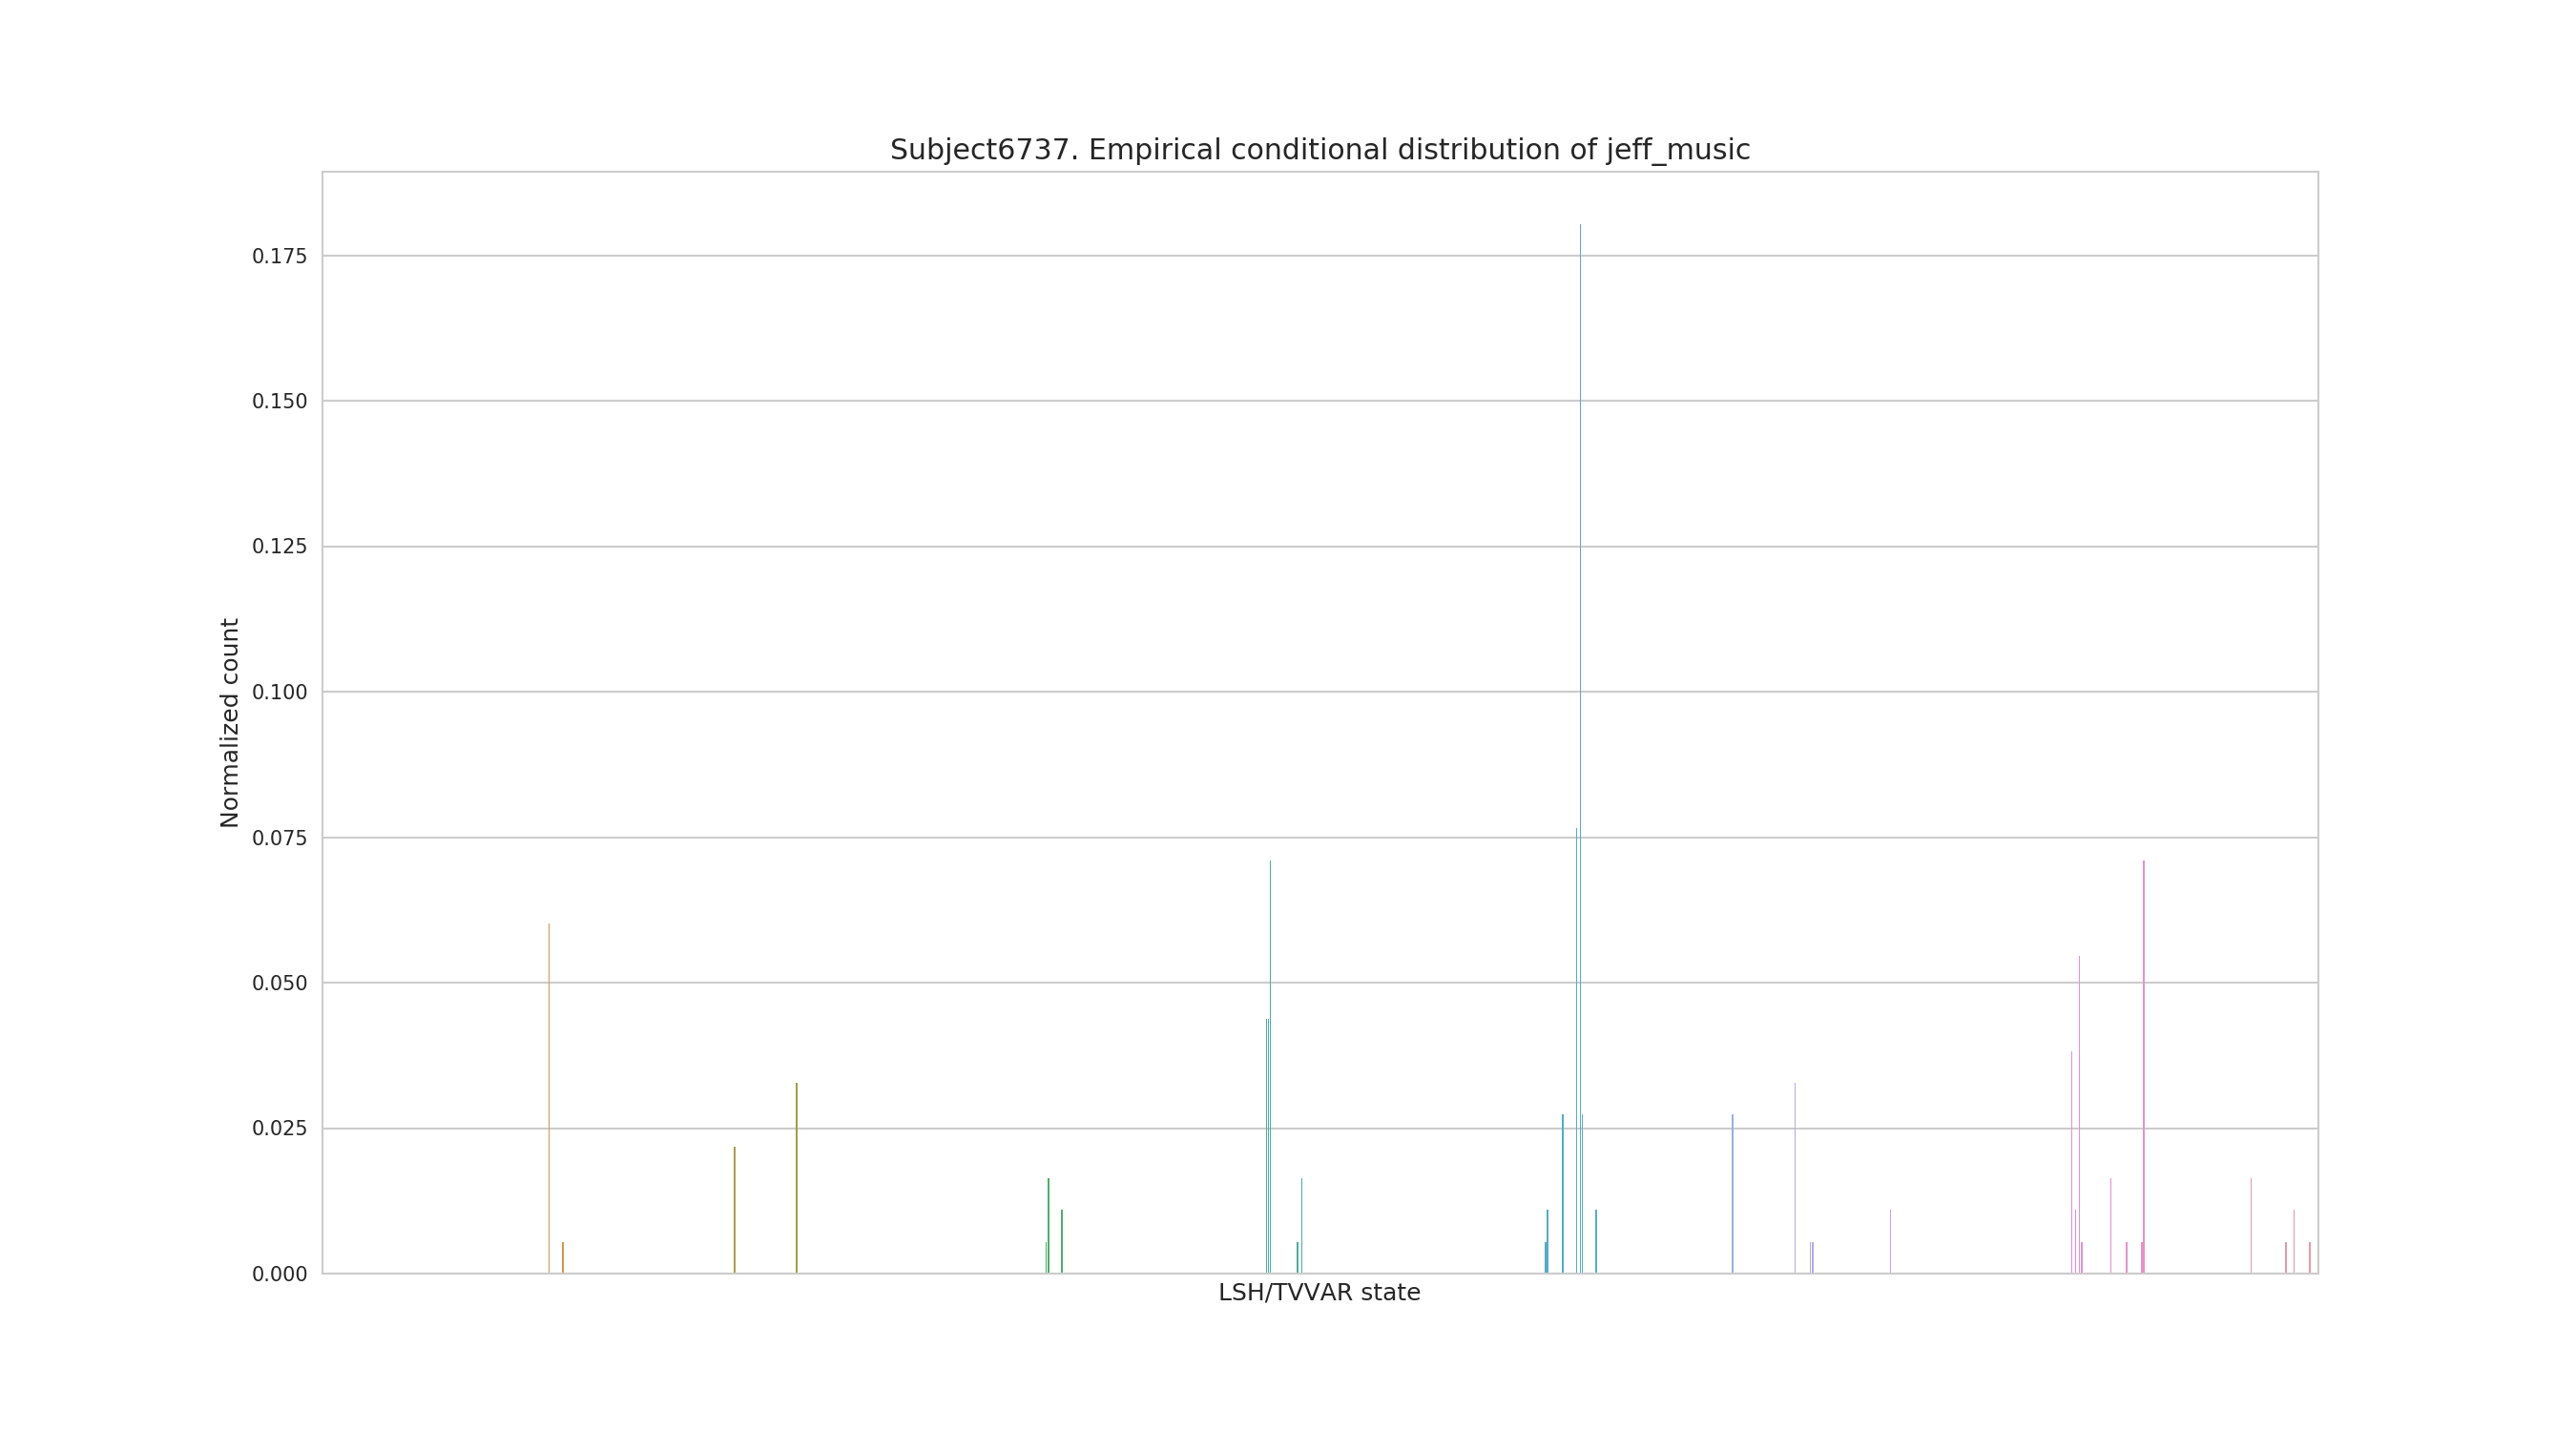 Subject6737. Empirical conditional distribution of jeff_music
0.175
0.150
0.125
0.100
0.075
0.050
0.025
0.000
Normalized count
LSH/TVVAR state